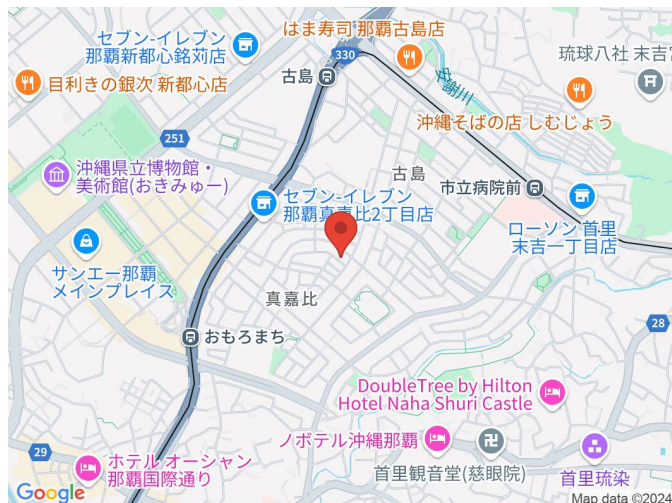 セブン-イレブン
那覇新都心銘苅店
はま寿司 那覇古島店
330
古島
目利きの銀次 新都心店
安謝川
琉球八社 末吉宮
沖縄そばの店 しむじょう
251
沖縄県立博物館・
美術館(おきみゅー)
古島
市立病院前
セブン-イレブン
那覇真嘉比2丁目店
ローソン 首里
末吉一丁目店
サンエー那覇
メインプレイス
真嘉比
おもろまち
28
DoubleTree by Hilton
Hotel Naha Shuri Castle
29
ホテル オーシャン
那覇国際通り
ノボテル沖縄那覇
首里観音堂(慈眼院)
首里琉染
Google
Map data ©2024